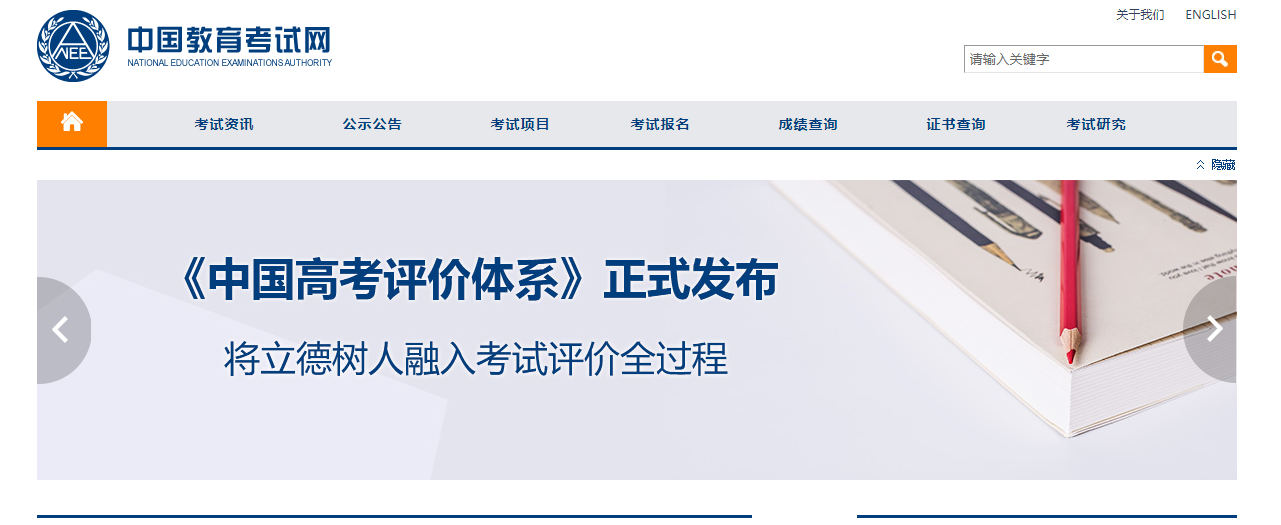 关于我们 ENGLISH
NEE
中国教育考试网
NATIONAL EDUCATION EXAMINATIONS AUTHORITY
请输入关键字
考试资讯 公示公告 考试项目 考试报名 成绩查询 证书查询 考试研究
隐藏
《中国高考评价体系》正式发布
将立德树人融入考试评价全过程
note